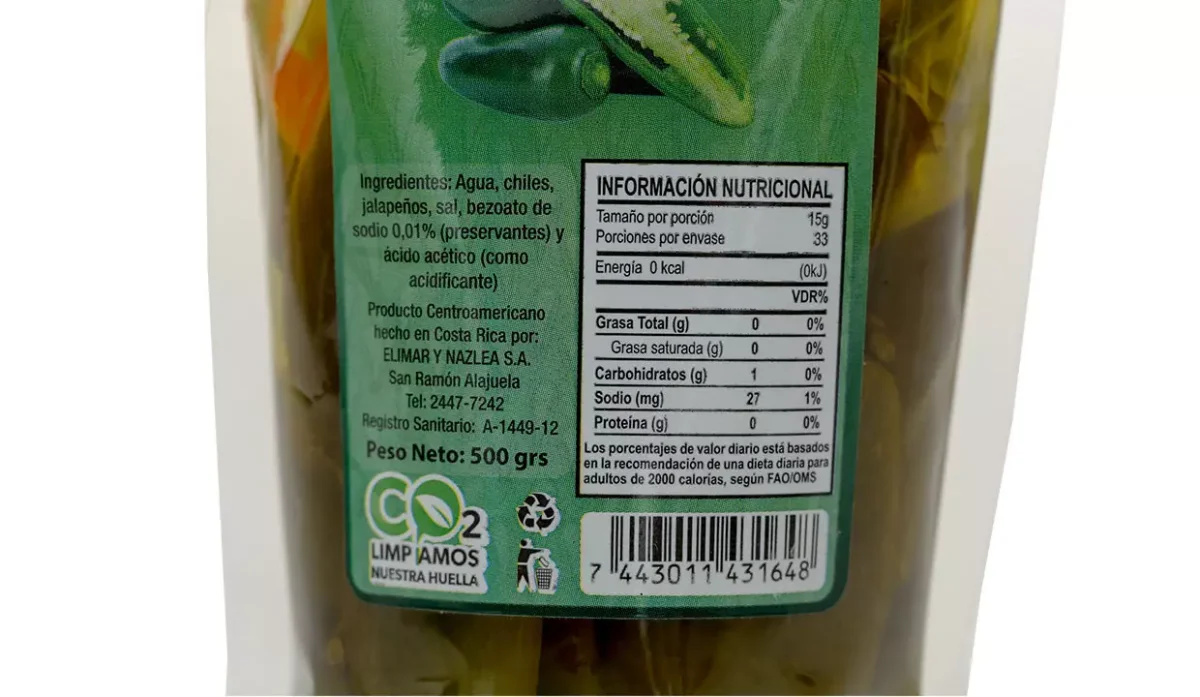 Ingredientes: Agua, chiles,
jalapeños, sal, bezoato de
sodio 0,01% (preservantes) y
ácido acético (como
acidificante)
Producto Centroamericano
hecho en Costa Rica por:
ELIMAR Y NAZLEA S.A.
San Ramón Alajuela
Tel: 2447-7242
Registro Sanitario: A-1449-12
Peso Neto: 500 grs
CO2
LIMPIAMOS
NUESTRA HUELLA
INFORMACIÓN NUTRICIONAL
Tamaño por porción 15g
Porciones por envase 33
Energía 0 kcal (0kJ)
VDR%
Grasa Total (g) 0 0%
Grasa saturada (g) 0 0%
Carbohidratos (g) 1 0%
Sodio (mg) 27 1%
Proteína (g) 0 0%
Los porcentajes de valor diario está basados
en la recomendación de una dieta diaria para
adultos de 2000 calorías, según FAO/OMS
7 443011 431648